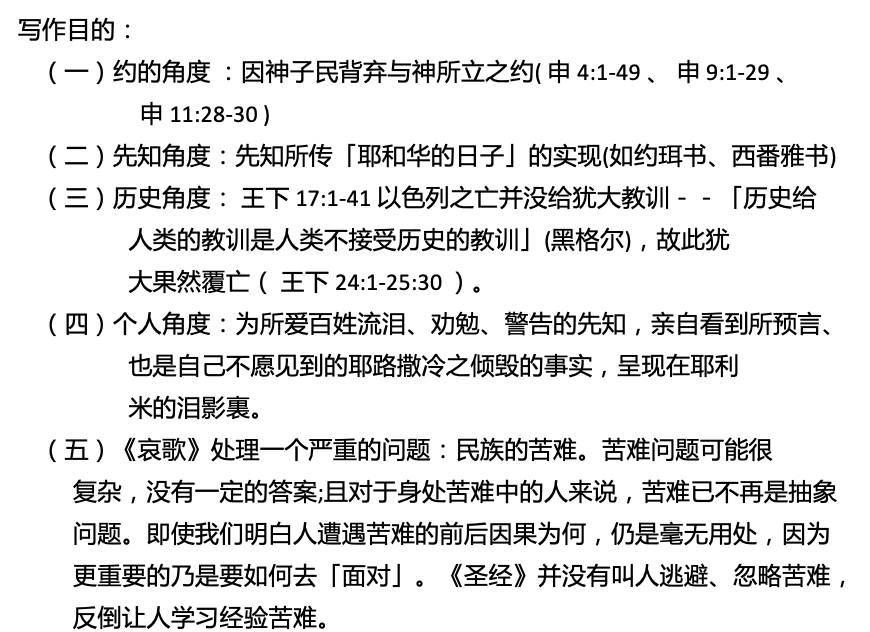 写作目的：
（一）约的角度 ：因神子民背弃与神所立之约( 申 4:1-49 、 申 9:1-29 、
申 11:28-30 )
（二）先知角度：先知所传「耶和华的日子」的实现(如约珥书、西番雅书)
（三）历史角度： 王下 17:1-41 以色列之亡并没给犹大教训－－「历史给
人类的教训是人类不接受历史的教训」(黑格尔)，故此犹
大果然覆亡（ 王下 24:1-25:30 ）。
（四）个人角度：为所爱百姓流泪、劝勉、警告的先知，亲自看到所预言、
也是自己不愿见到的耶路撒冷之倾毁的事实，呈现在耶利
米的泪影裏。
（五）《哀歌》处理一个严重的问题：民族的苦难。苦难问题可能很
复杂，没有一定的答案;且对于身处苦难中的人来说，苦难已不再是抽象
问题。即使我们明白人遭遇苦难的前后因果为何，仍是毫无用处，因为
更重要的乃是要如何去「面对」。《圣经》并没有叫人逃避、忽略苦难，
反倒让人学习经验苦难。